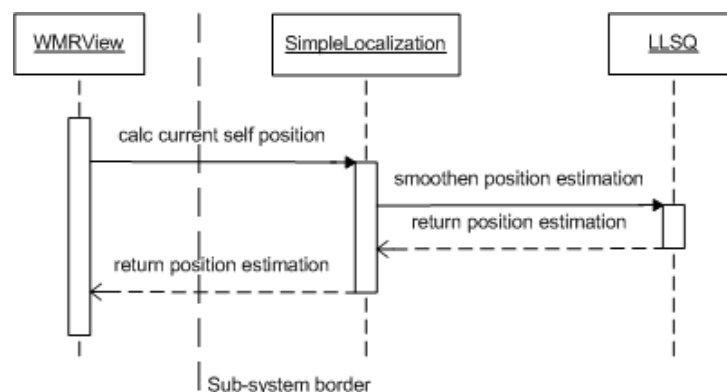 WMRView
SimpleLocalization
LLSQ
calc current self position
smoothen position estimation
return position estimation
return position estimation
Sub-system border